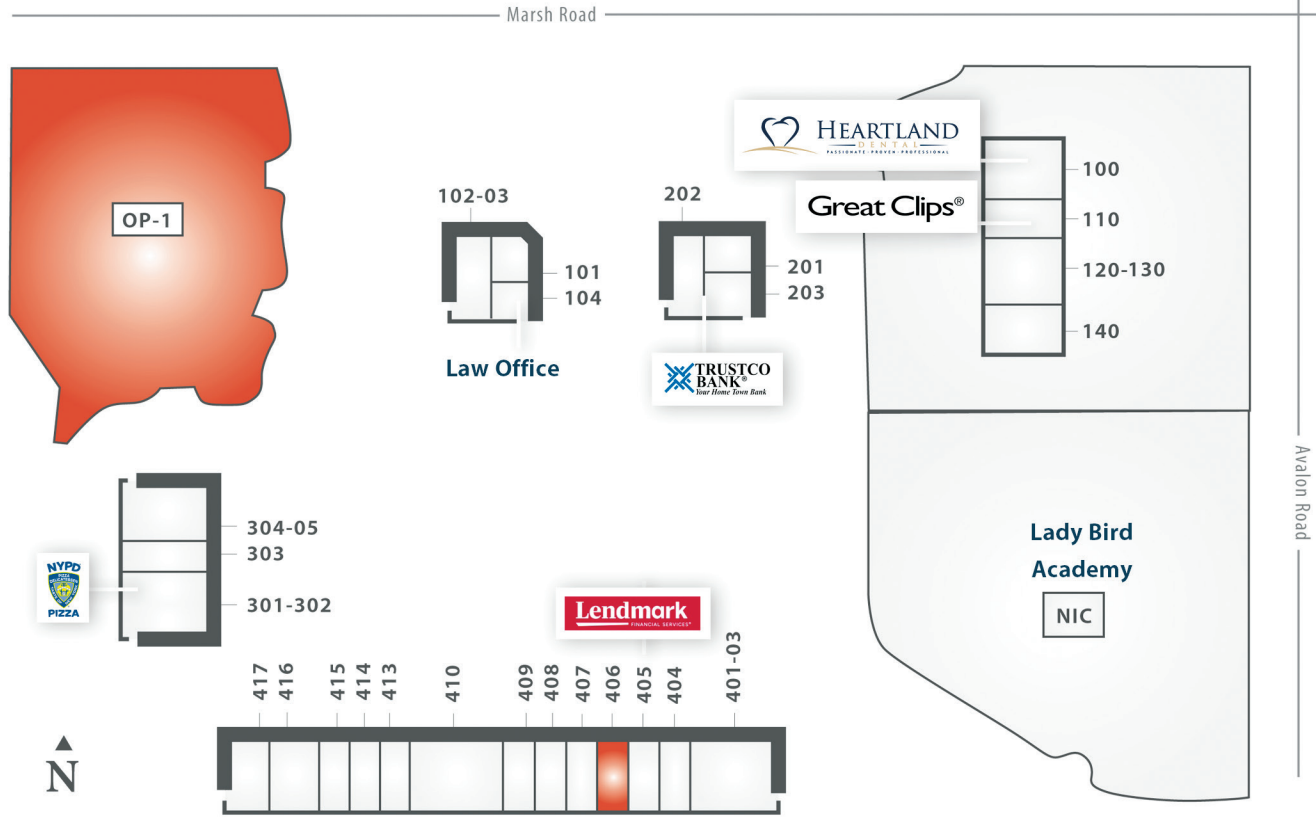 Marsh Road
OP-1
102-03
101
104
Law Office
202
201
203
TRUSTCO
BANK®
Your Home Town Bank
HEARTLAND
DENTAL
PASSIONATE · PROVEN · PROFESSIONAL
Great Clips®
100
110
120-130
140
Avalon Road
Lady Bird
Academy
NIC
304-05
303
301-302
NYPD
PIZZA
Lendmark
FINANCIAL SERVICES
417
416
415
414
413
410
409
408
407
406
405
404
401-03
N